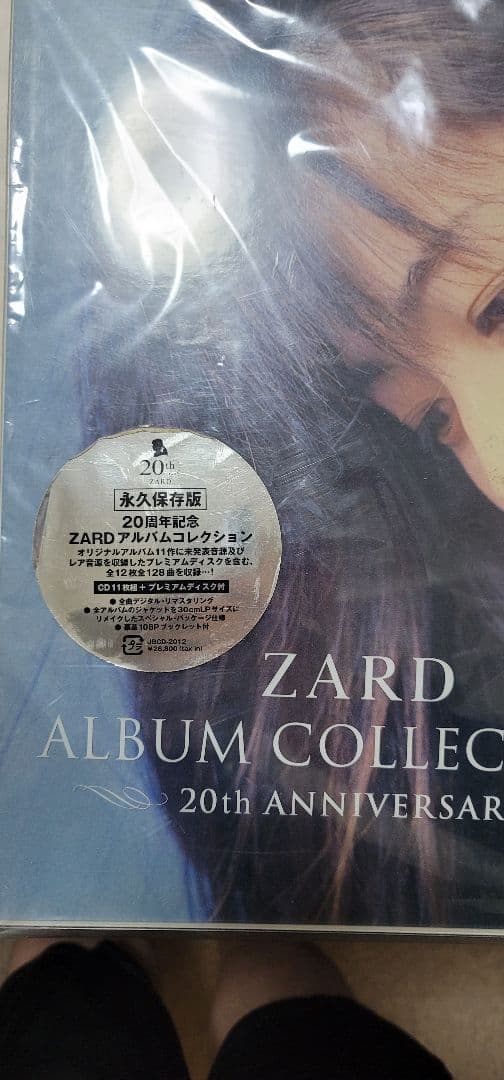 20th
ZARD
永久保存版
20周年記念
ZARDアルバムコレクション
オリジナルアルバム11作に未発表音源及び
レア音源を収録したプレミアムディスクを含む、
全12枚全128曲を収録…!
CD11枚組+プレミアムディスク付
● 全曲デジタル・リマスタリング
● 全アルバムのジャケットを30cmLPサイズに
リメイクしたスペシャル・パッケージ仕様
● 豪華108Pブックレット付
プラ
JBCD-2012
¥26,800(tax in)
ZARD
ALBUM COLLEC
20th ANNIVERSAR